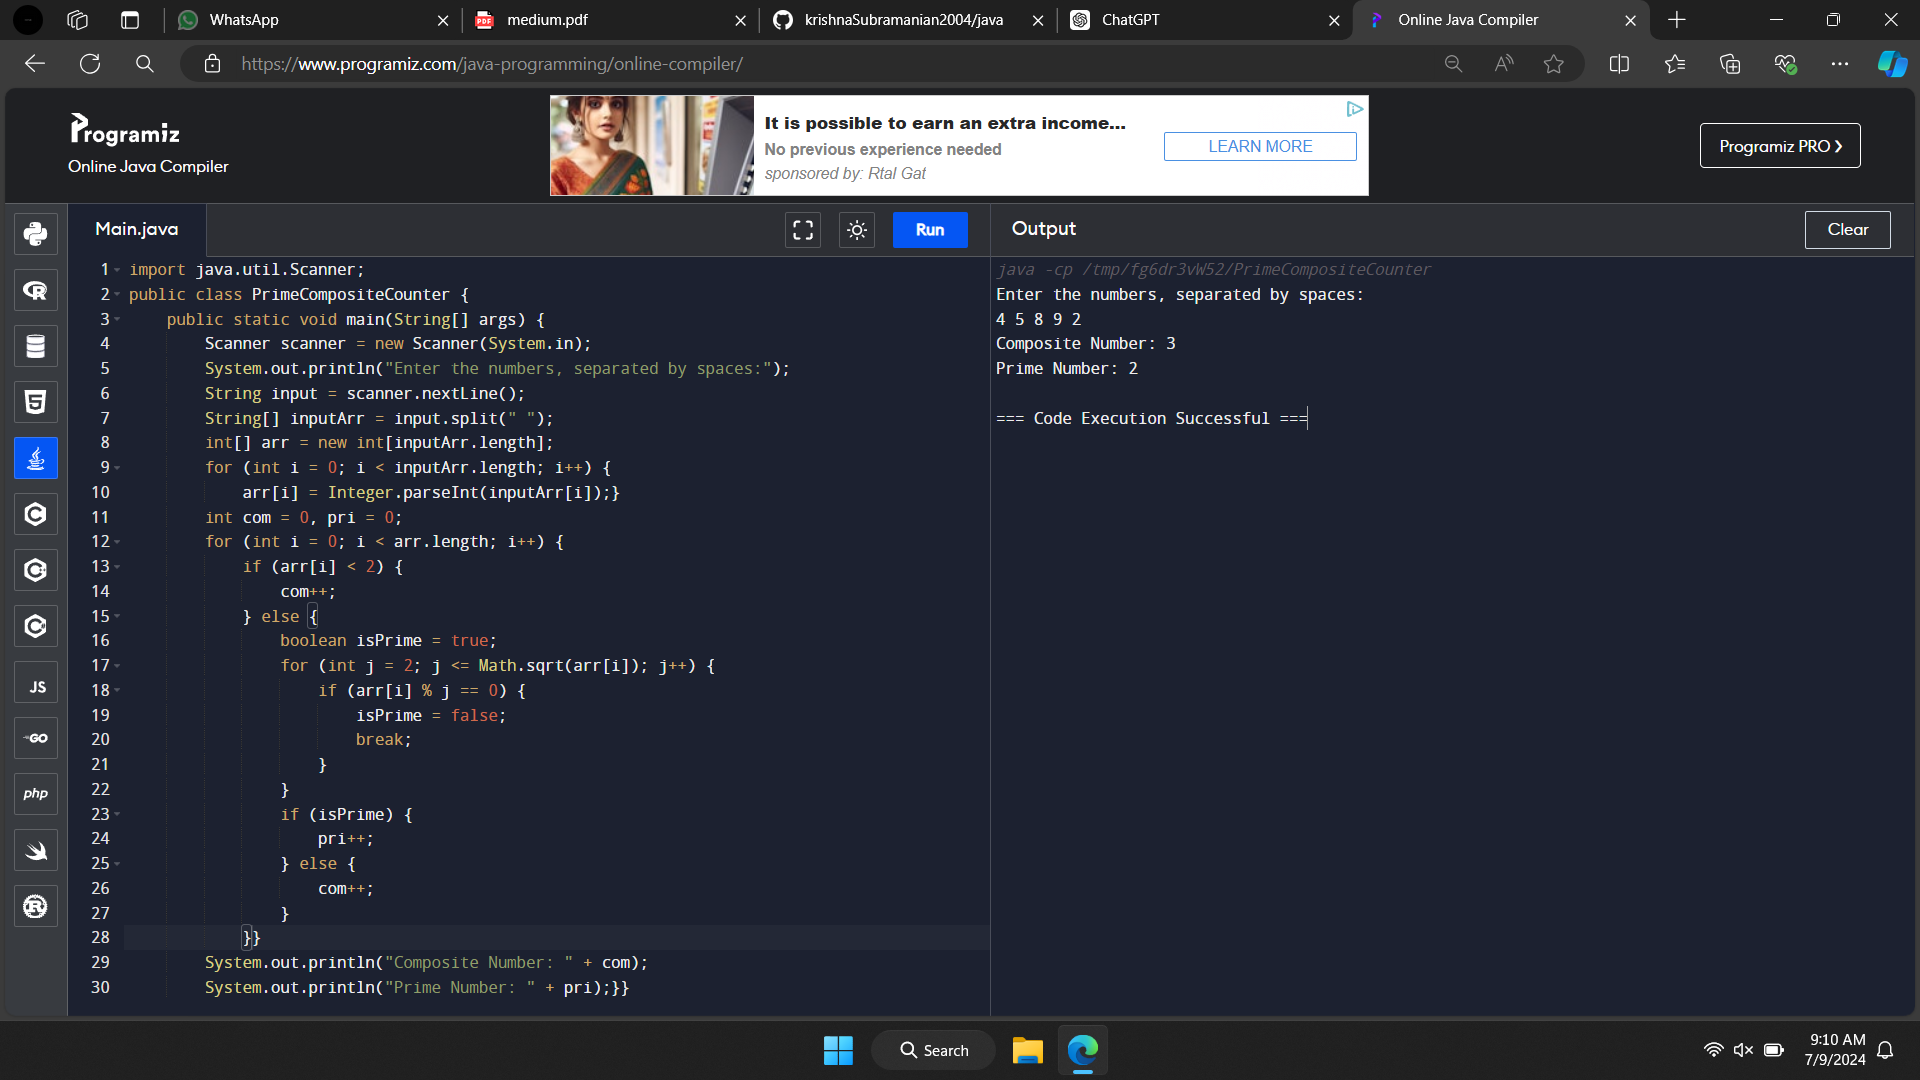 WhatsApp
medium.pdf
krishnaSubramanian2004/java
ChatGPT
Online Java Compiler
https://www.programiz.com/java-programming/online-compiler/
Programiz
Online Java Compiler
It is possible to earn an extra income...
No previous experience needed
sponsored by: Rtal Gat
LEARN MORE
Programiz PRO
Main.java
Run
Output
Clear
1 import java.util.Scanner;
2 public class PrimeCompositeCounter {
3 public static void main(String[] args) {
4 Scanner scanner = new Scanner(System.in);
5 System.out.println("Enter the numbers, separated by spaces:");
6 String input = scanner.nextLine();
7 String[] inputArr = input.split(" ");
8 int[] arr = new int[inputArr.length];
9 for (int i = 0; i < inputArr.length; i++) {
10 arr[i] = Integer.parseInt(inputArr[i]);}
11 int com = 0, pri = 0;
12 for (int i = 0; i < arr.length; i++) {
13 if (arr[i] < 2) {
14 com++;
15 } else {
16 boolean isPrime = true;
17 for (int j = 2; j <= Math.sqrt(arr[i]); j++) {
18 if (arr[i] % j == 0) {
19 isPrime = false;
20 break;
21 }
22 }
23 if (isPrime) {
24 pri++;
25 } else {
26 com++;
27 }
28 }}
29 System.out.println("Composite Number: " + com);
30 System.out.println("Prime Number: " + pri);}}
java -cp /tmp/fg6dr3vW52/PrimeCompositeCounter
Enter the numbers, separated by spaces:
4 5 8 9 2
Composite Number: 3
Prime Number: 2
=== Code Execution Successful ===
JS
GO
php
Search
9:10 AM
7/9/2024